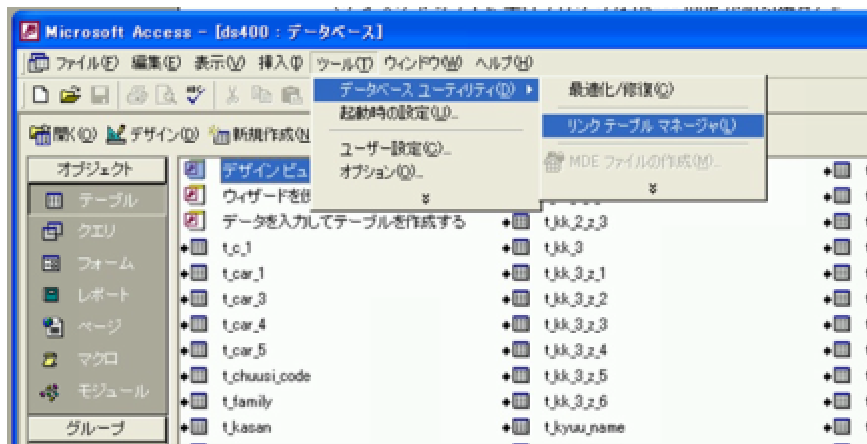 Microsoft Access - [ds400 : データベース]
ファイル(F) 編集(E) 表示(V) 挿入(I) ツール(T) ウィンドウ(W) ヘルプ(H)
データベース ユーティリティ(D)
最適化/修復(C)
起動時の設定(U)...
リンク テーブル マネージャ(L)
開く(O) デザイン(D) 新規作成(N
ユーザー設定(C)...
MDE ファイルの作成(M)...
オブジェクト
デザイン ビュ
オプション(O)...
テーブル
ウィザードを使
データを入力してテーブルを作成する
t_kk_2_z_3
クエリ
t_c_1
t_kk_3
フォーム
t_car_1
t_kk_3_z_1
レポート
t_car_3
t_kk_3_z_2
ページ
t_car_4
t_kk_3_z_3
マクロ
t_car_5
t_kk_3_z_4
モジュール
t_chuusi_code
t_kk_3_z_5
t_family
t_kk_3_z_6
グループ
t_kasan
t_kyuu_name